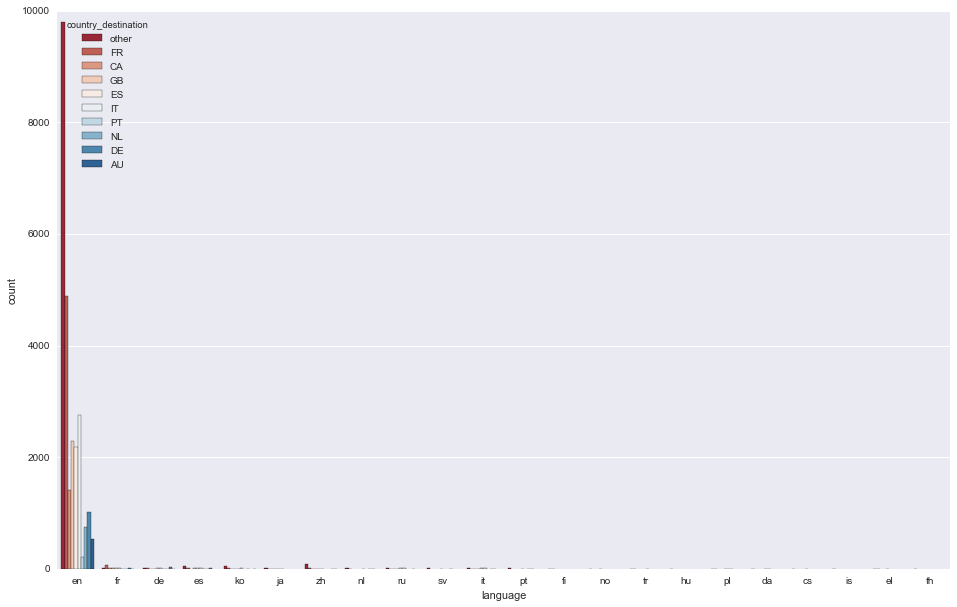 10000
8000
6000
4000
2000
0
count
country_destination
other
FR
CA
GB
ES
IT
PT
NL
DE
AU
en fr de es ko ja zh nl ru sv it pt fi no tr hu pl da cs is el th
language